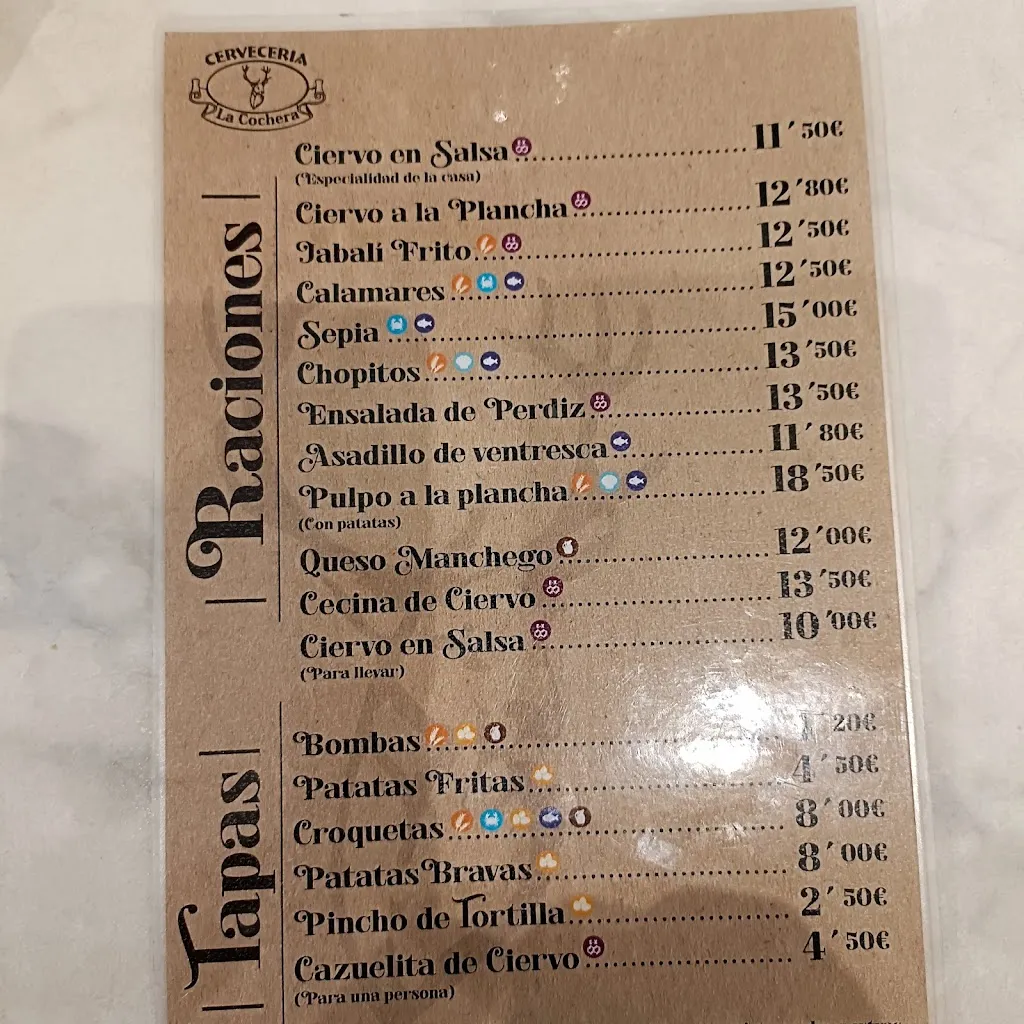 CERVECERIA
La Cochera
Raciones
Ciervo en Salsa 11'50€
(Especialidad de la casa)
Ciervo a la Plancha 12'80€
Jabalí Frito 12'50€
Calamares 12'50€
Sepia 15'00€
Chopitos 13'50€
Ensalada de Perdiz 13'50€
Asadillo de ventresca 11'80€
Pulpo a la plancha 18'50€
(Con patatas)
Queso Manchego 12'00€
Cecina de Ciervo 13'50€
Ciervo en Salsa 10'00€
(Para llevar)
Tapas
Bombas 1'20€
Patatas Fritas 4'50€
Croquetas 8'00€
Patatas Bravas 8'00€
Pincho de Tortilla 2'50€
Cazuelita de Ciervo 4'50€
(Para una persona)